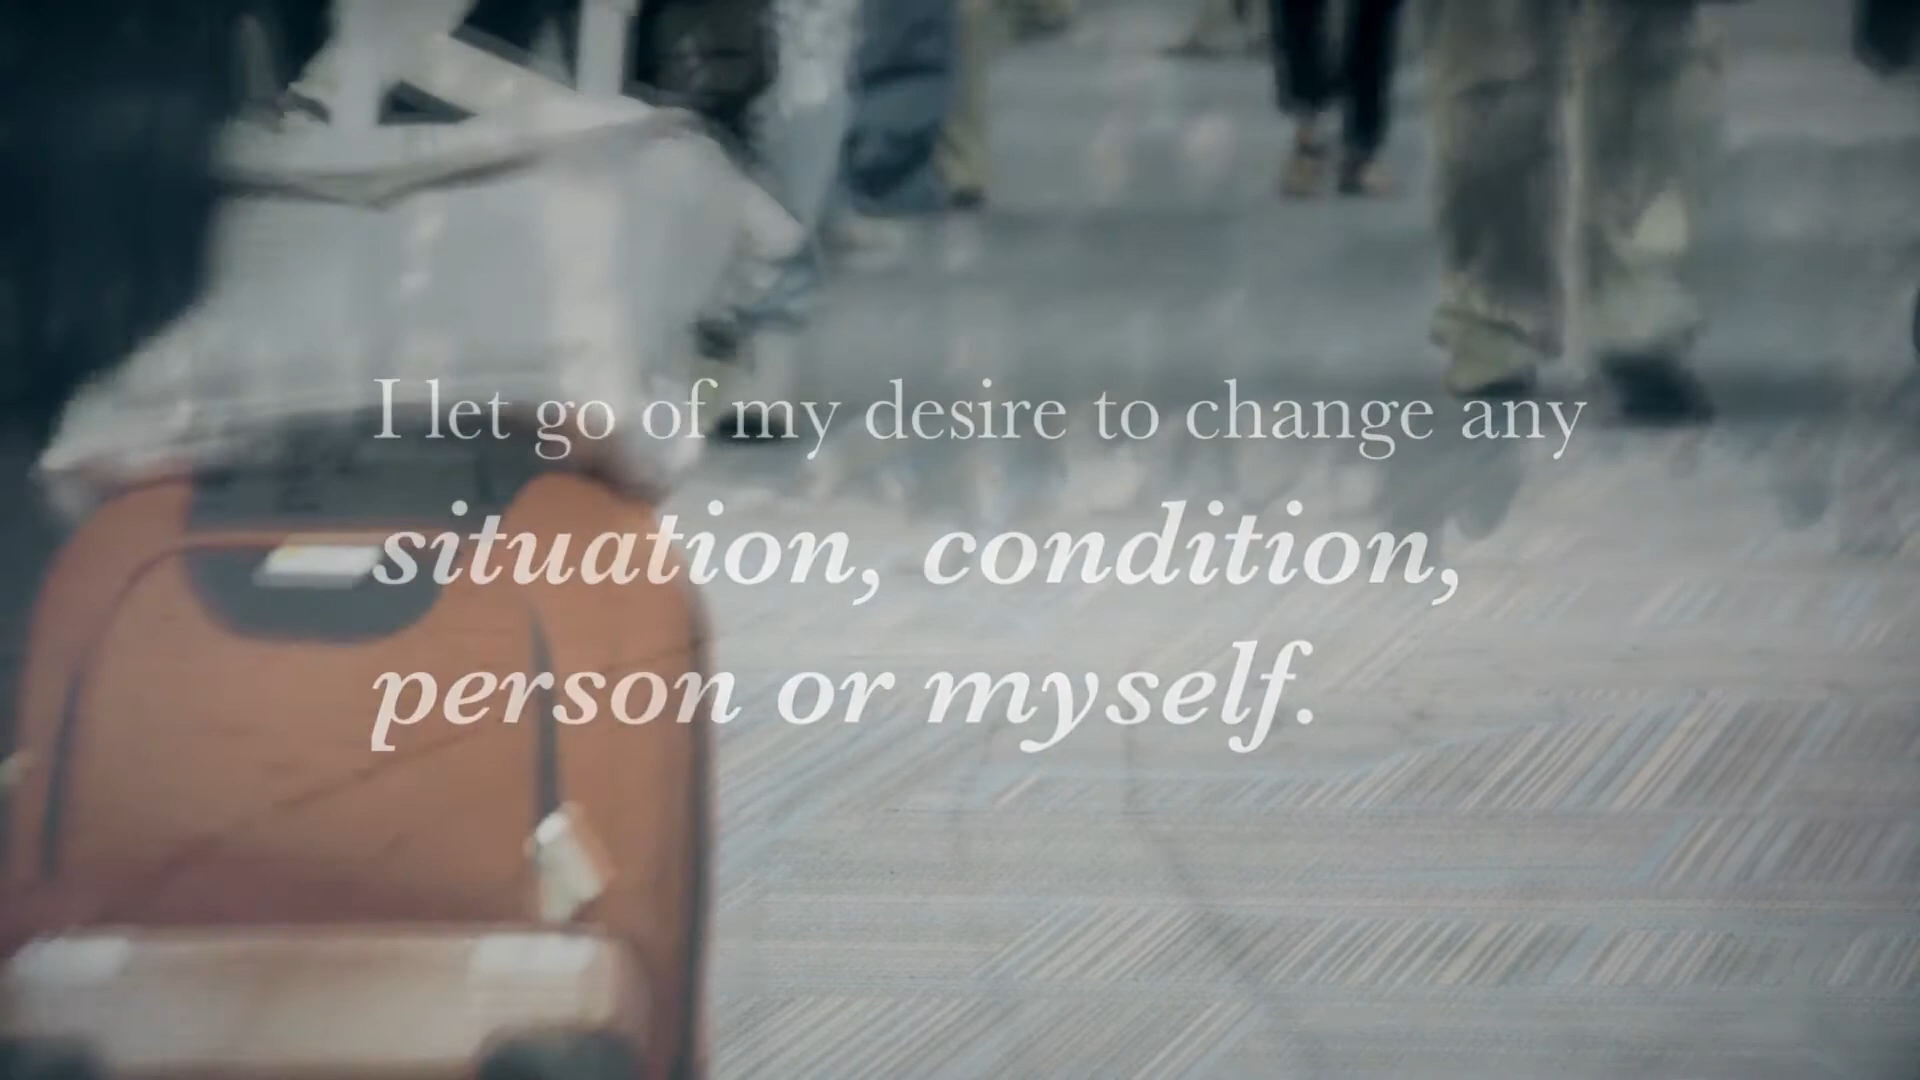 I let go of my desire to change any
situation, condition,
person or myself.